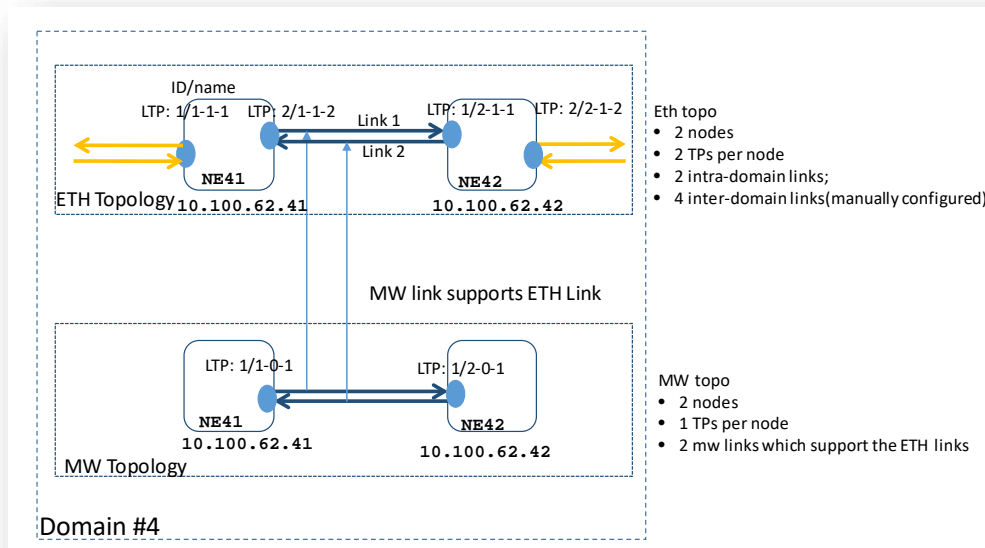 ID/name
LTP: 1/1-1-1
LTP: 2/1-1-2
Link 1
Link 2
LTP: 1/2-1-1
LTP: 2/2-1-2
NE41
NE42
ETH Topology
10.100.62.41
10.100.62.42
Eth topo
• 2 nodes
• 2 TPs per node
• 2 intra-domain links;
• 4 inter-domain links(manually configured)
MW link supports ETH Link
LTP: 1/1-0-1
LTP: 1/2-0-1
NE41
NE42
10.100.62.41
10.100.62.42
MW Topology
MW topo
• 2 nodes
• 1 TPs per node
• 2 mw links which support the ETH links
Domain #4